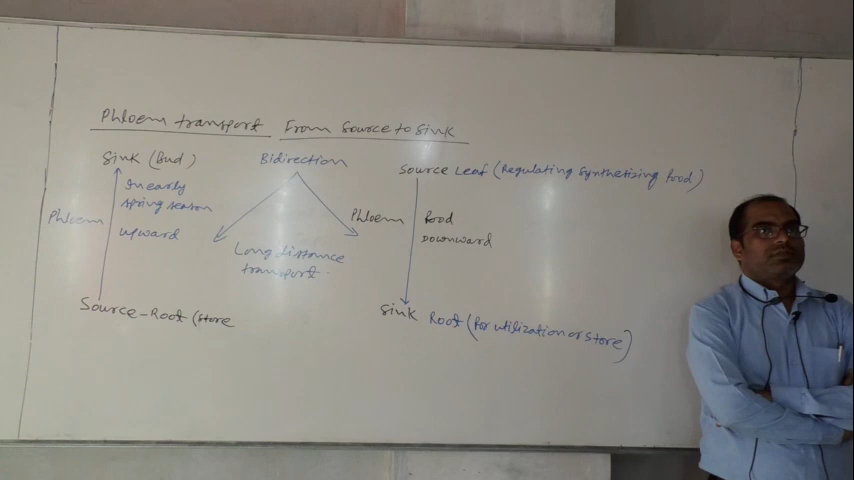 Phloem transport From Source to Sink
Sink (Bud)
Bidirection
Source Leaf (Regulating Synthetizing food)
In early
spring season
Phloem
upward
Phloem
food
Downward
Long distance
transport.
Source-Root (store
Sink Root (for utilization or store)